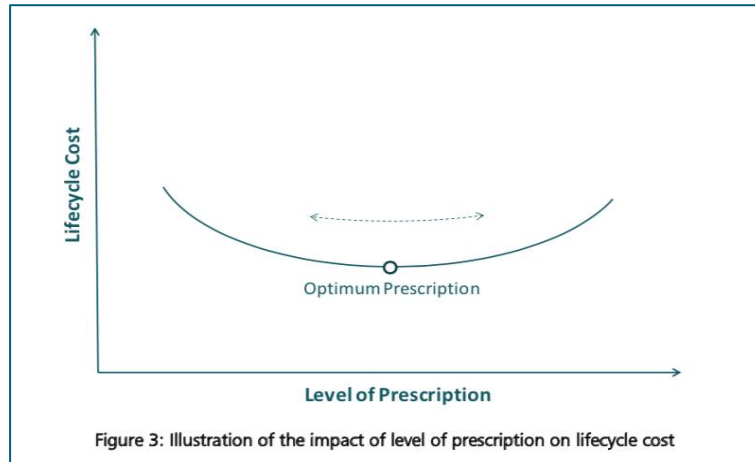 Lifecycle Cost
Optimum Prescription
Level of Prescription
Figure 3: Illustration of the impact of level of prescription on lifecycle cost